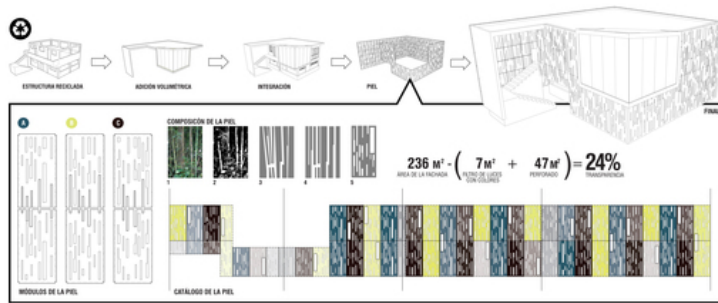 ESTRUCTURA RECICLADA
ADICIÓN VOLUMÉTRICA
INTEGRACIÓN
PIEL
FINAL
A
B
C
COMPOSICIÓN DE LA PIEL
1
2
3
4
5
236 M² - ( 7 M² + 47 M² ) = 24%
ÁREA DE LA FACHADA
FILTRO DE LUCES CON COLORES
PERFORADO
TRANSPARENCIA
MÓDULOS DE LA PIEL
CATÁLOGO DE LA PIEL